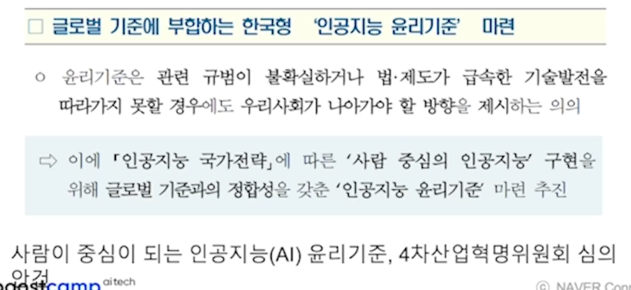 □ 글로벌 기준에 부합하는 한국형 ‘인공지능 윤리기준’ 마련
ㅇ 윤리기준은 관련 규범이 불확실하거나 법·제도가 급속한 기술발전을
따라가지 못할 경우에도 우리사회가 나아가야 할 방향을 제시하는 의의
⇨ 이에 「인공지능 국가전략」에 따른 ‘사람 중심의 인공지능’ 구현을
위해 글로벌 기준과의 정합성을 갖춘 ‘인공지능 윤리기준’ 마련 추진
사람이 중심이 되는 인공지능(AI) 윤리기준, 4차산업혁명위원회 심의
안건
camp ai tech
© NAVER